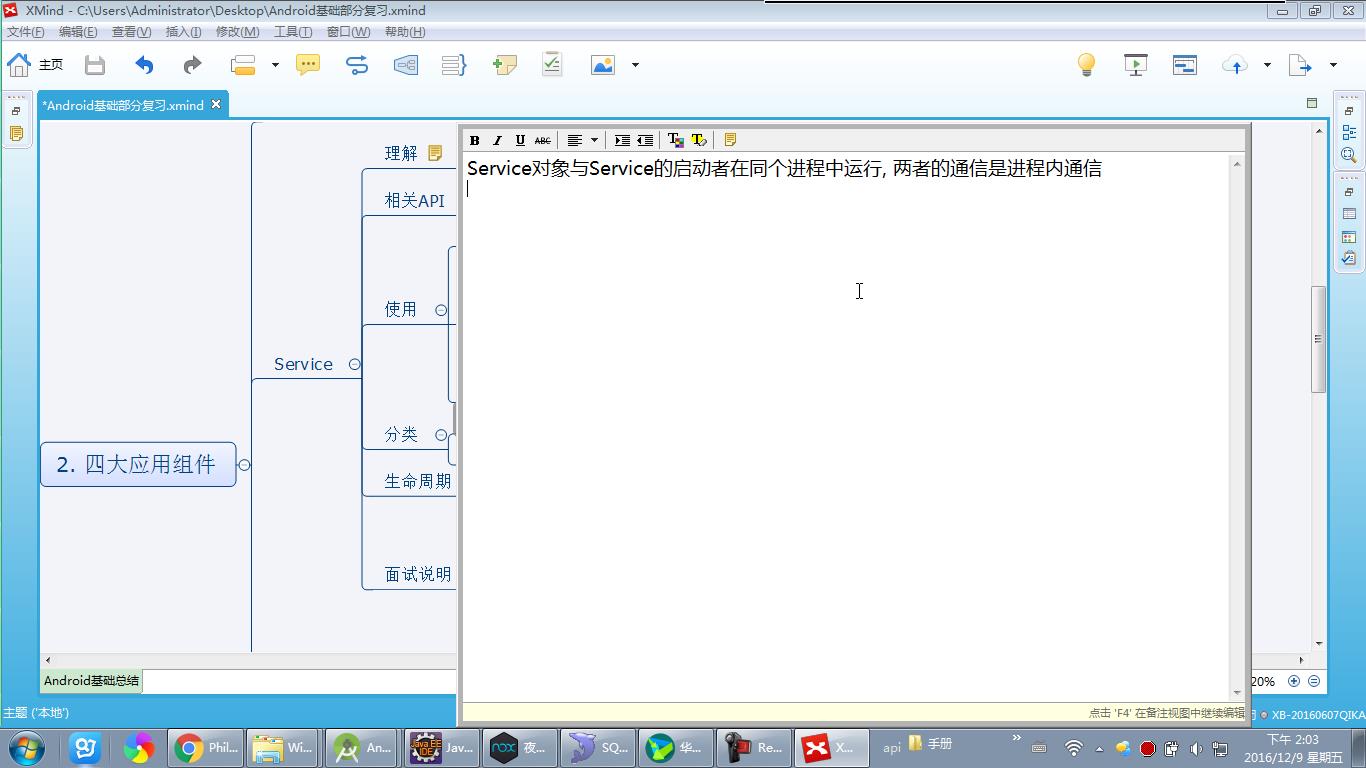 XMind - C:\Users\Administrator\Desktop\Android基础部分复习.xmind
文件(F) 编辑(E) 查看(V) 插入(I) 修改(M) 工具(T) 窗口(W) 帮助(H)
主页
*Android基础部分复习.xmind
B I U ABC
Service对象与Service的启动者在同个进程中运行, 两者的通信是进程内通信
理解
相关API
使用
Service
分类
2. 四大应用组件
生命周期
面试说明
Android基础总结
20%
点击 'F4' 在备注视图中继续编辑
主题 ('本地')
XB-20160607QIKA
Phil...
Wi...
An...
Java EE
Jav...
nox
夜...
SQ...
华...
Re...
X...
api
手册
下午 2:03
2016/12/9 星期五